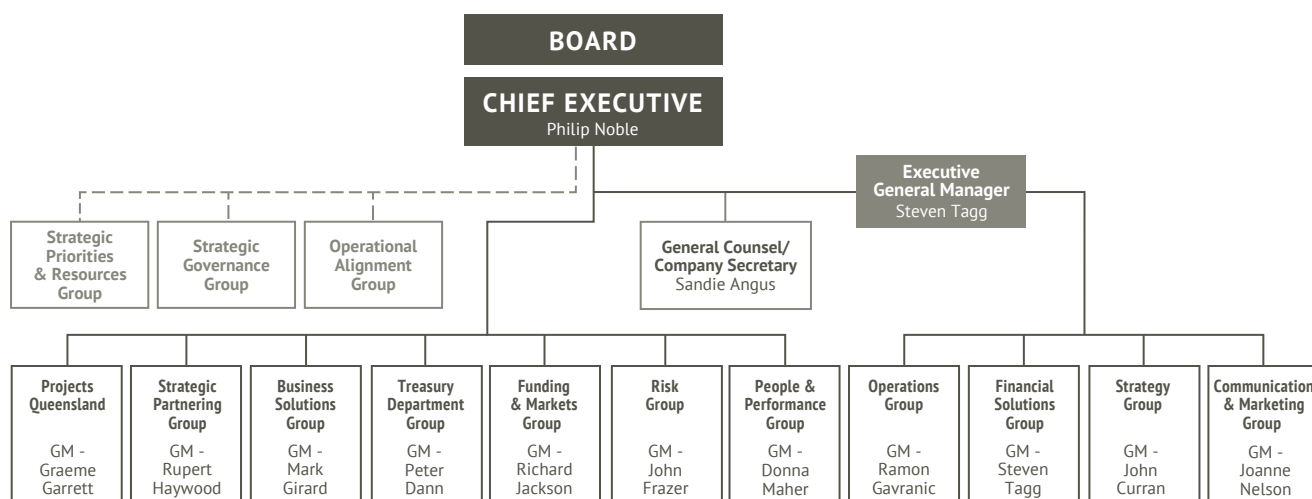 BOARD
CHIEF EXECUTIVE
Philip Noble
Executive
General Manager
Steven Tagg
Strategic
Priorities
& Resources
Group
Strategic
Governance
Group
Operational
Alignment
Group
General Counsel/
Company Secretary
Sandie Angus
Projects
Queensland
GM -
Graeme
Garrett
Strategic
Partnering
Group
GM -
Rupert
Haywood
Business
Solutions
Group
GM -
Mark
Girard
Treasury
Department
Group
GM -
Peter
Dann
Funding
& Markets
Group
GM -
Richard
Jackson
Risk
Group
GM -
John
Frazer
People &
Performance
Group
GM -
Donna
Maher
Operations
Group
GM -
Ramon
Gavranic
Financial
Solutions
Group
GM -
Steven
Tagg
Strategy
Group
GM -
John
Curran
Communication
& Marketing
Group
GM -
Joanne
Nelson